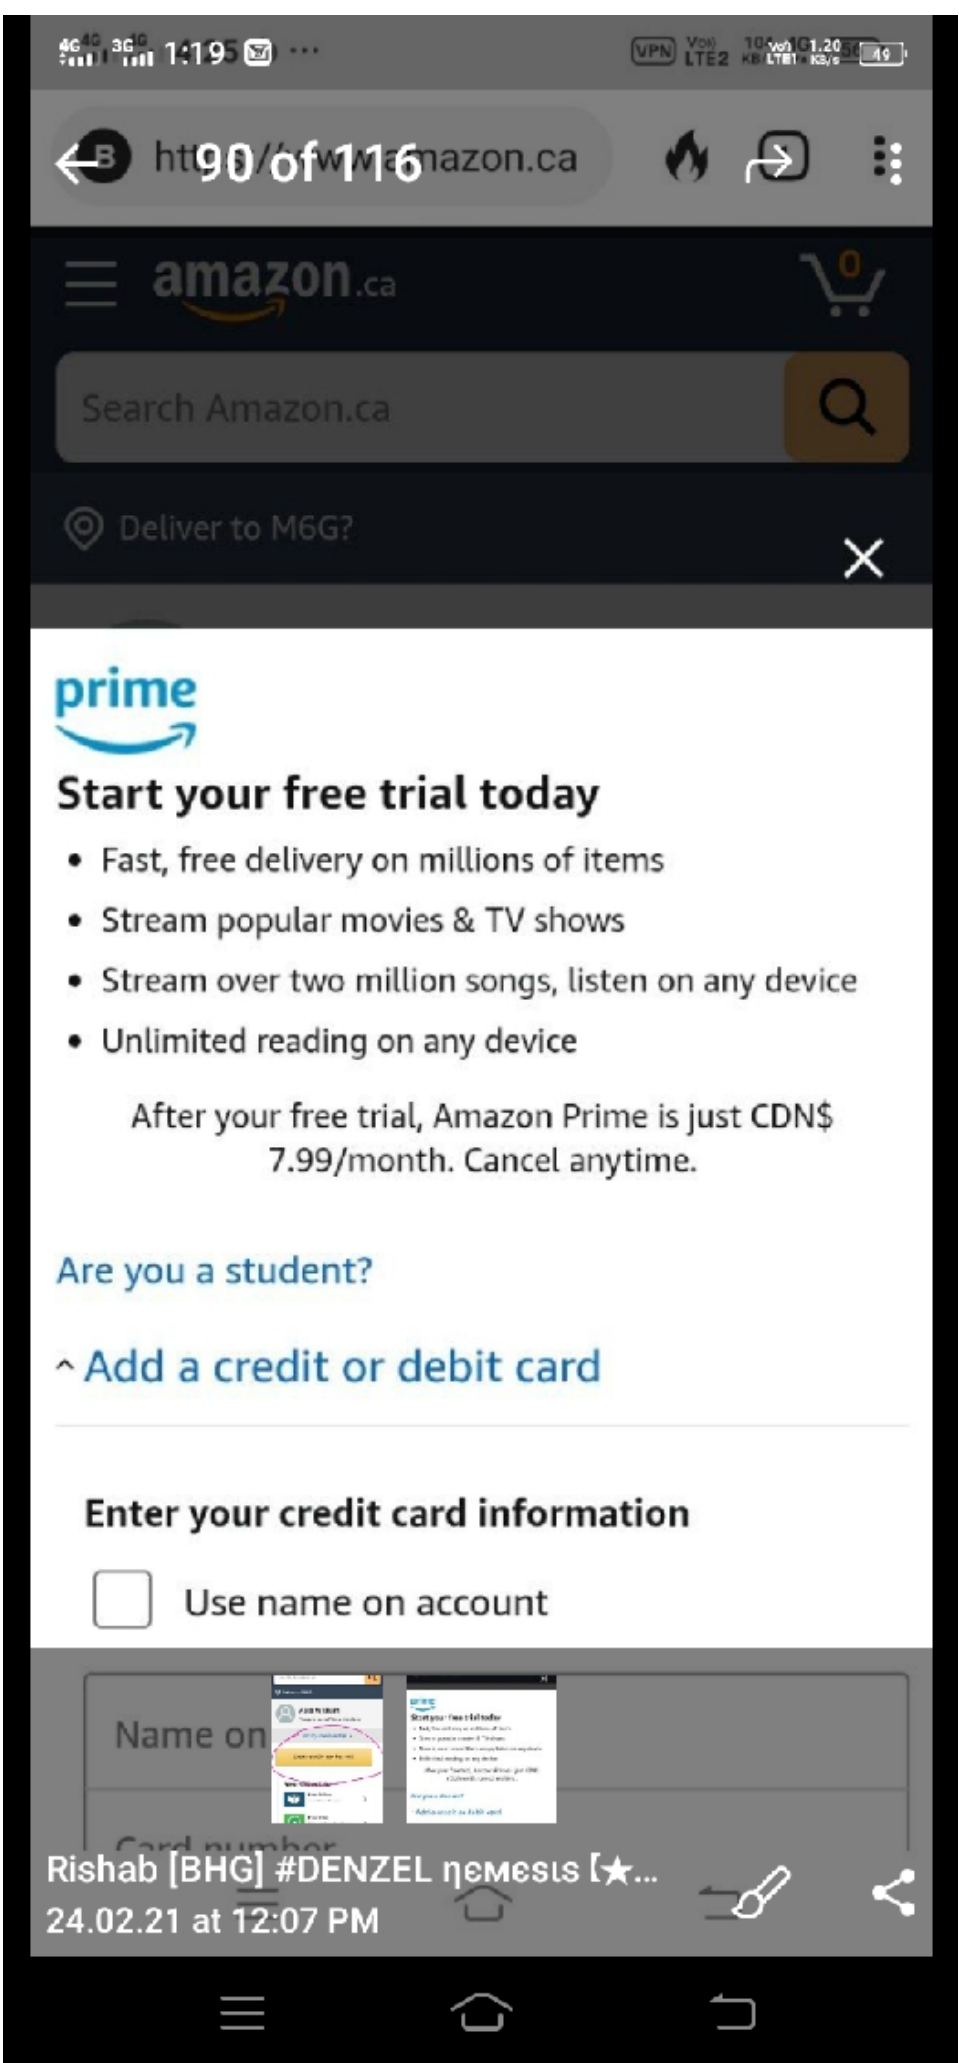 1:19
90 of 116
amazon.ca
0
Search Amazon.ca
Deliver to M6G?
prime
Start your free trial today
• Fast, free delivery on millions of items
• Stream popular movies & TV shows
• Stream over two million songs, listen on any device
• Unlimited reading on any device
After your free trial, Amazon Prime is just CDN$
7.99/month. Cancel anytime.
Are you a student?
Add a credit or debit card
Enter your credit card information
Use name on account
Name on
Card number
Rishab [BHG] #DENZEL ηємєѕιѕ [★...
24.02.21 at 12:07 PM